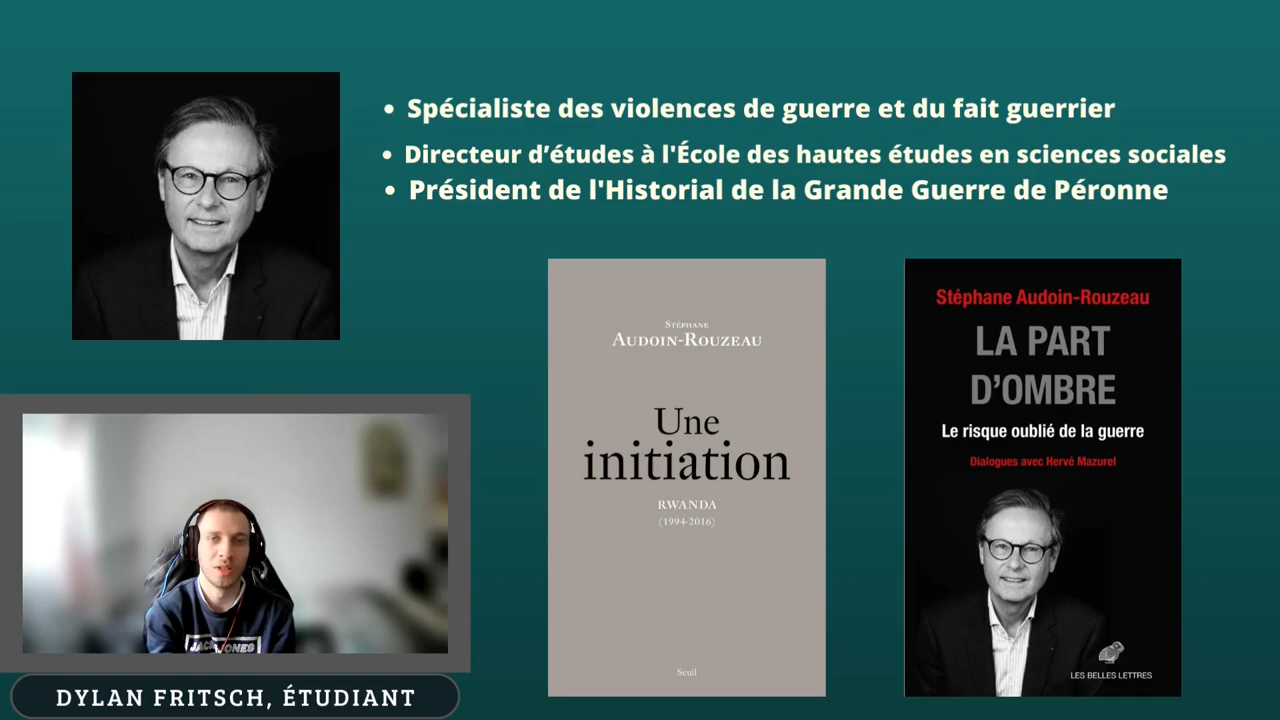 • Spécialiste des violences de guerre et du fait guerrier
• Directeur d’études à l'École des hautes études en sciences sociales
• Président de l'Historial de la Grande Guerre de Péronne
Stéphane
Audoin-Rouzeau
Une
initiation
RWANDA
(1994-2016)
Seuil
Stéphane Audoin-Rouzeau
LA PART
D’OMBRE
Le risque oublié de la guerre
Dialogues avec Hervé Mazurel
LES BELLES LETTRES
JACK JONES
DYLAN FRITSCH, ÉTUDIANT